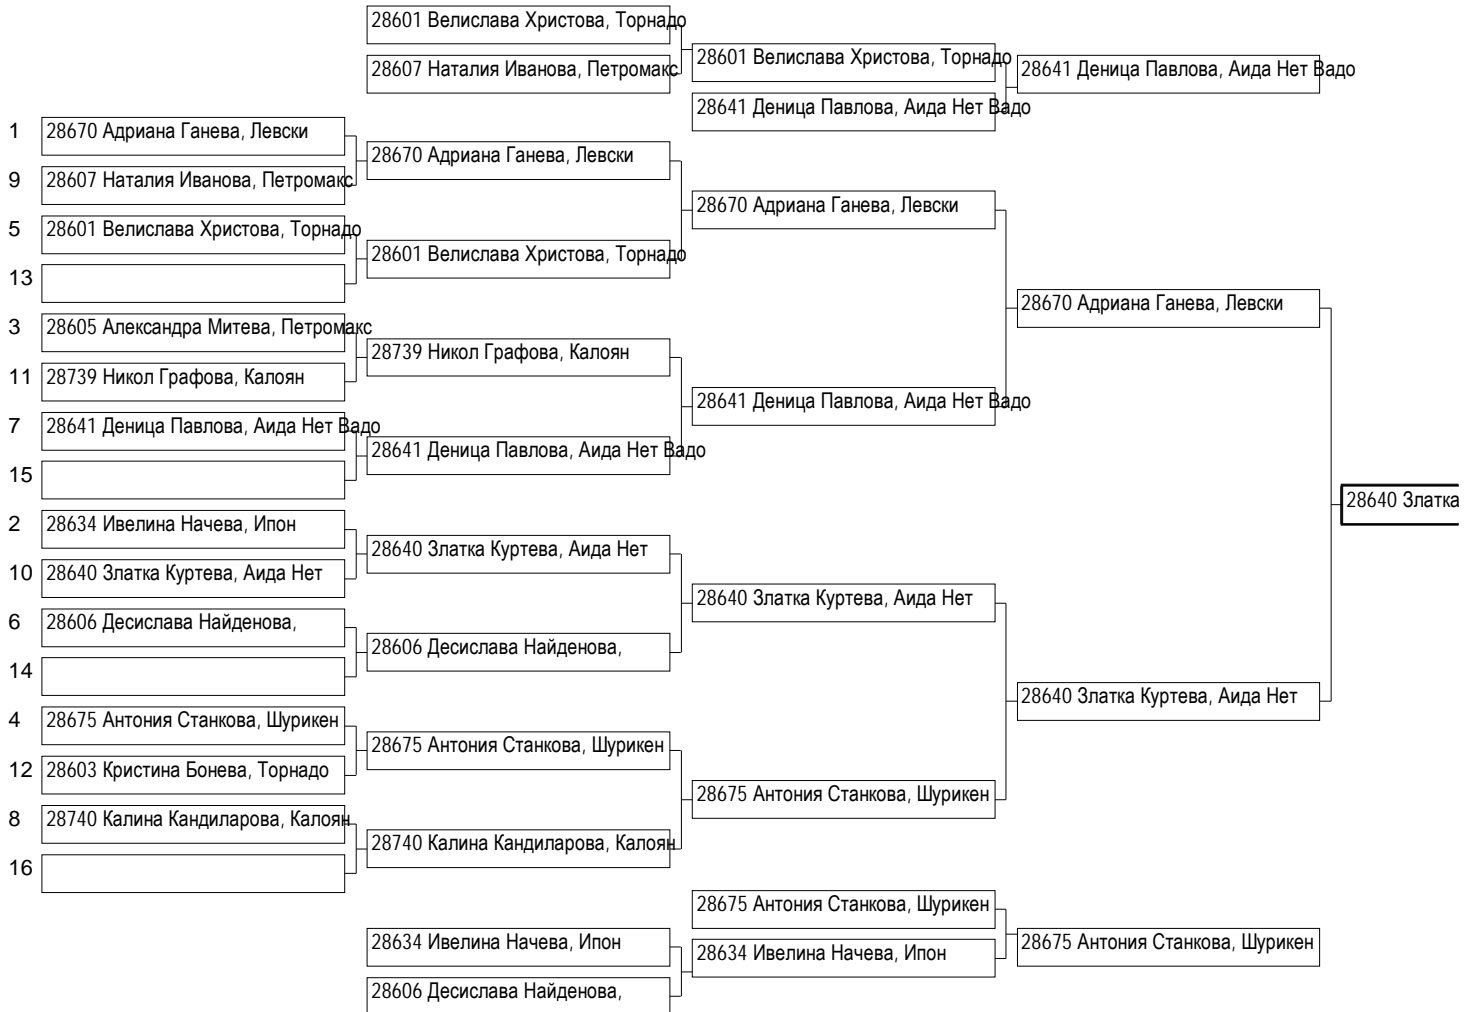 28601 Велислава Христова, Торнадо
28607 Наталия Иванова, Петромакс
28601 Велислава Христова, Торнадо
28641 Деница Павлова, Аида Нет Вадо
28641 Деница Павлова, Аида Нет Вадо
1 28670 Адриана Ганева, Левски
9 28607 Наталия Иванова, Петромакс
5 28601 Велислава Христова, Торнадо
13
3 28605 Александра Митева, Петромакс
11 28739 Никол Графова, Калоян
7 28641 Деница Павлова, Аида Нет Вадо
15
2 28634 Ивелина Начева, Ипон
10 28640 Златка Куртева, Аида Нет
6 28606 Десислава Найденова,
14
4 28675 Антония Станкова, Шурикен
12 28603 Кристина Бонева, Торнадо
8 28740 Калина Кандиларова, Калоян
16
28670 Адриана Ганева, Левски
28601 Велислава Христова, Торнадо
28739 Никол Графова, Калоян
28641 Деница Павлова, Аида Нет Вадо
28640 Златка Куртева, Аида Нет
28606 Десислава Найденова,
28675 Антония Станкова, Шурикен
28740 Калина Кандиларова, Калоян
28670 Адриана Ганева, Левски
28641 Деница Павлова, Аида Нет Вадо
28640 Златка Куртева, Аида Нет
28675 Антония Станкова, Шурикен
28670 Адриана Ганева, Левски
28640 Златка Куртева, Аида Нет
28640 Златка
28634 Ивелина Начева, Ипон
28606 Десислава Найденова,
28675 Антония Станкова, Шурикен
28634 Ивелина Начева, Ипон
28675 Антония Станкова, Шурикен